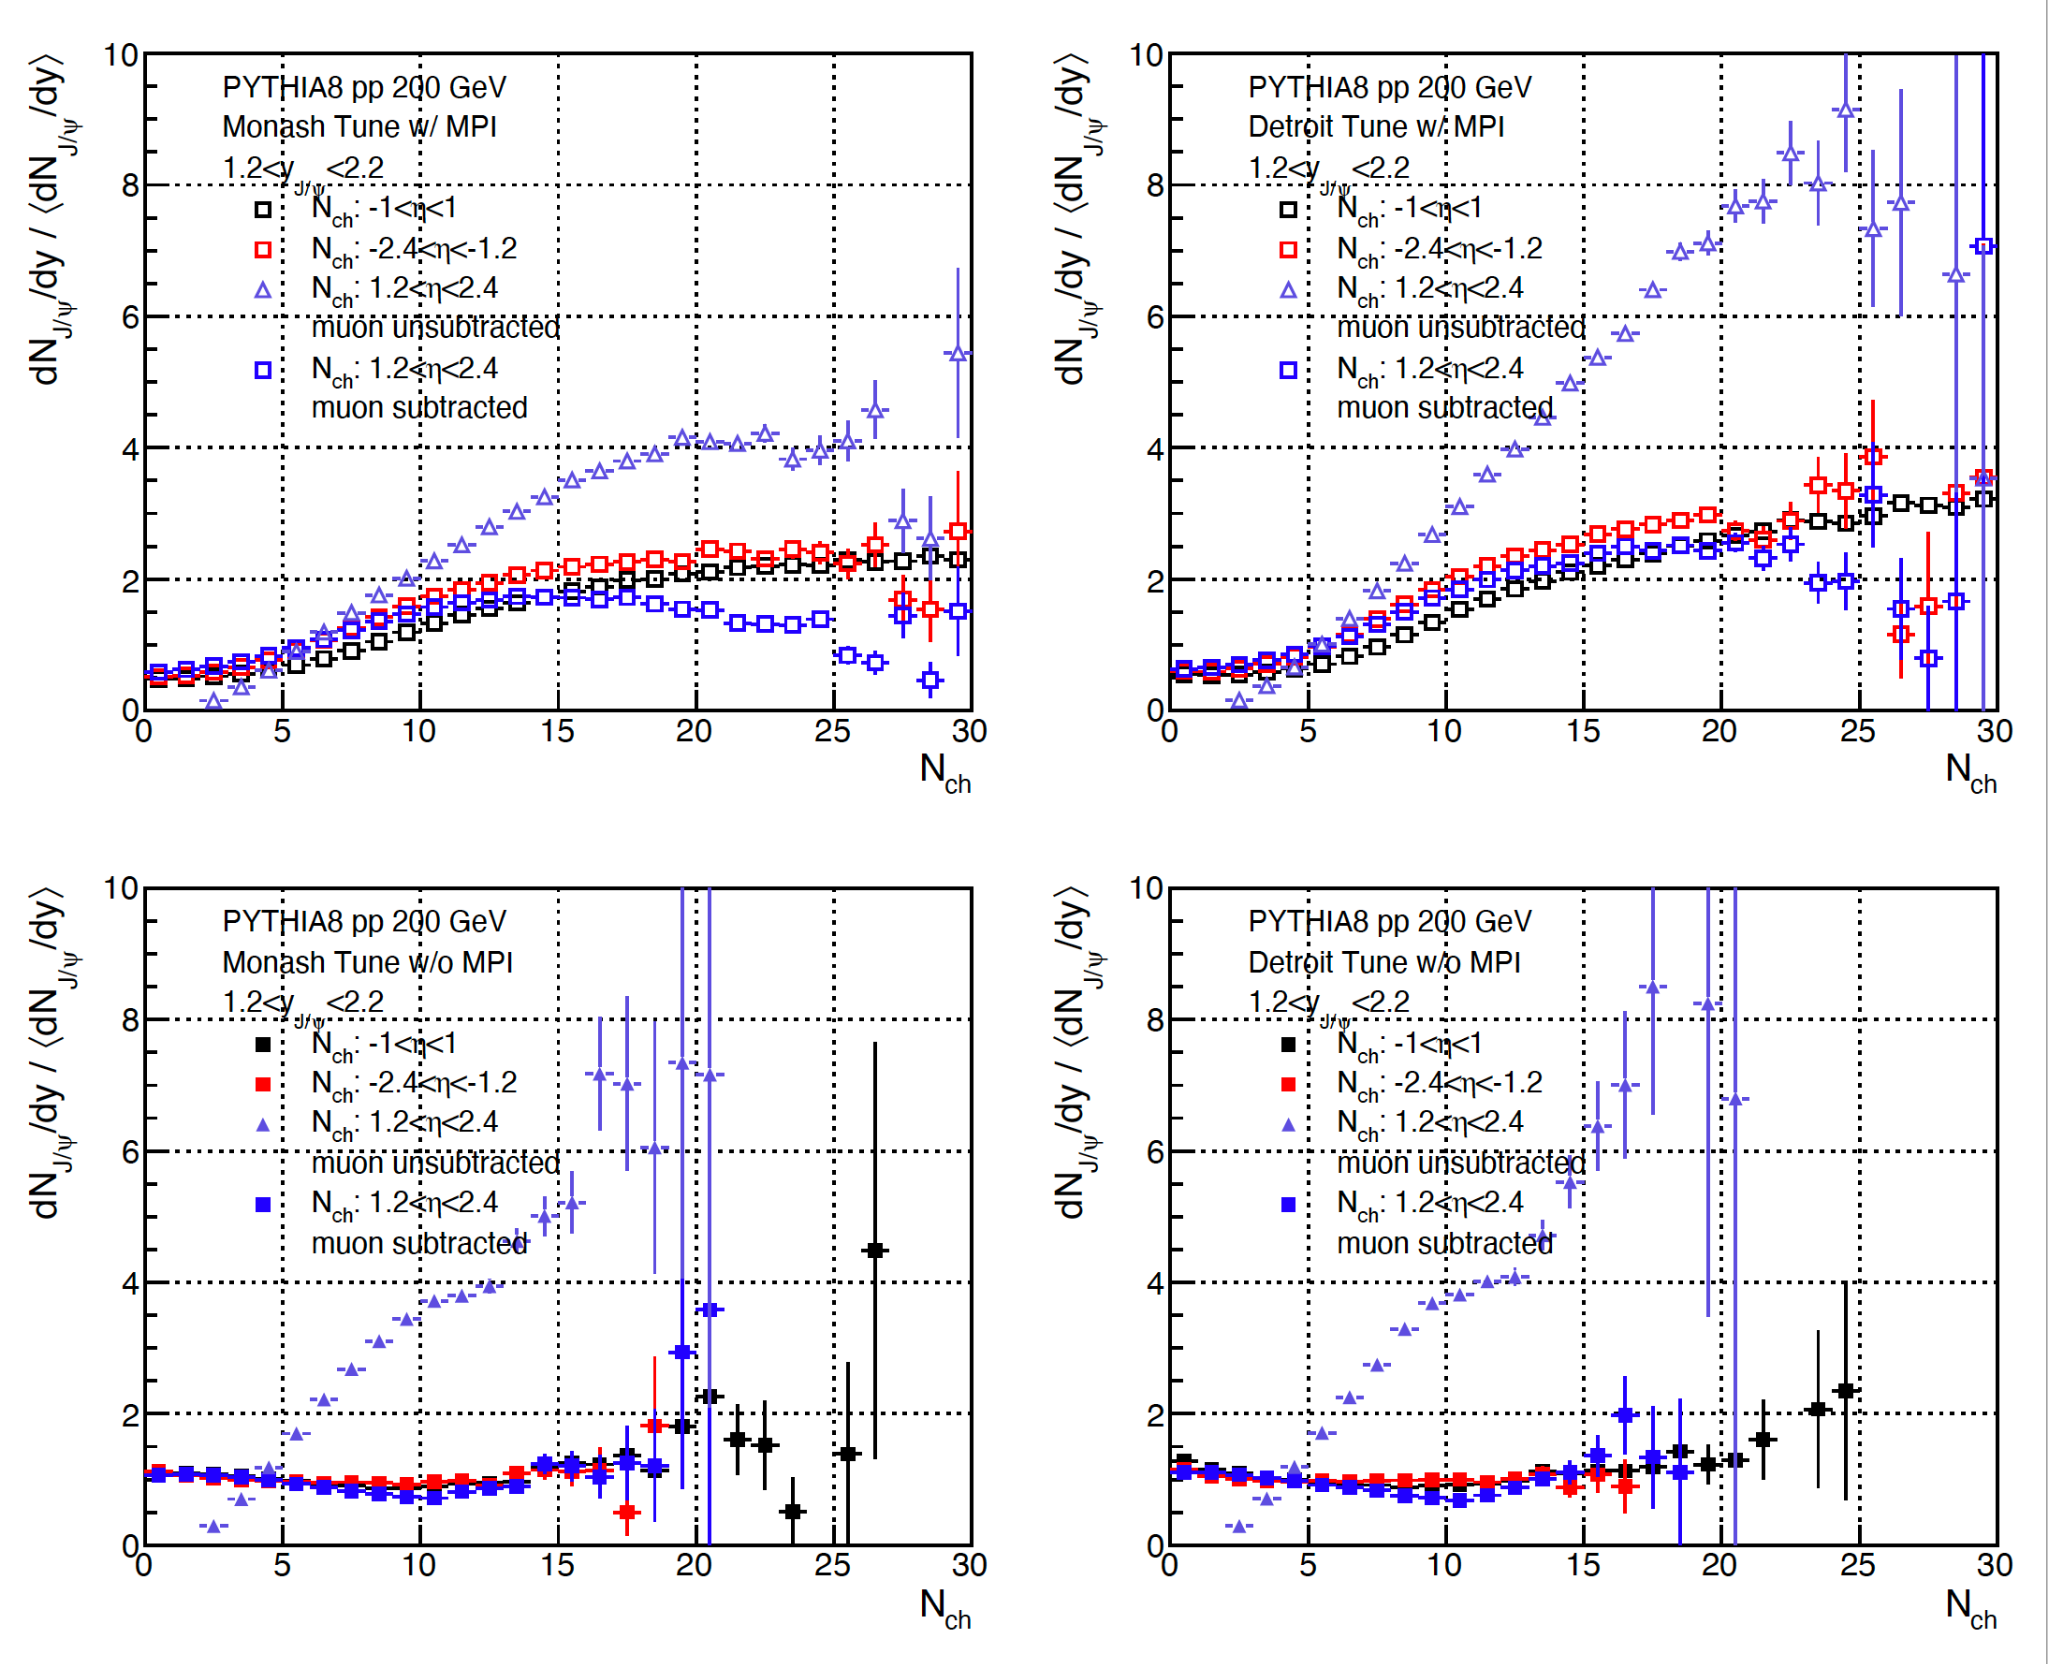 dN_J/ψ/dy / ⟨dN_J/ψ/dy⟩
10
8
6
4
2
0
PYTHIA8 pp 200 GeV
Monash Tune w/ MPI
1.2<y_J/ψ<2.2
N_ch: -1<η<1
N_ch: -2.4<η<-1.2
N_ch: 1.2<η<2.4
muon unsubtracted
N_ch: 1.2<η<2.4
muon subtracted
0 5 10 15 20 25 30
N_ch
dN_J/ψ/dy / ⟨dN_J/ψ/dy⟩
10
8
6
4
2
0
PYTHIA8 pp 200 GeV
Detroit Tune w/ MPI
1.2<y_J/ψ<2.2
N_ch: -1<η<1
N_ch: -2.4<η<-1.2
N_ch: 1.2<η<2.4
muon unsubtracted
N_ch: 1.2<η<2.4
muon subtracted
0 5 10 15 20 25 30
N_ch
dN_J/ψ/dy / ⟨dN_J/ψ/dy⟩
10
8
6
4
2
0
PYTHIA8 pp 200 GeV
Monash Tune w/o MPI
1.2<y_J/ψ<2.2
N_ch: -1<η<1
N_ch: -2.4<η<-1.2
N_ch: 1.2<η<2.4
muon unsubtracted
N_ch: 1.2<η<2.4
muon subtracted
0 5 10 15 20 25 30
N_ch
dN_J/ψ/dy / ⟨dN_J/ψ/dy⟩
10
8
6
4
2
0
PYTHIA8 pp 200 GeV
Detroit Tune w/o MPI
1.2<y_J/ψ<2.2
N_ch: -1<η<1
N_ch: -2.4<η<-1.2
N_ch: 1.2<η<2.4
muon unsubtracted
N_ch: 1.2<η<2.4
muon subtracted
0 5 10 15 20 25 30
N_ch